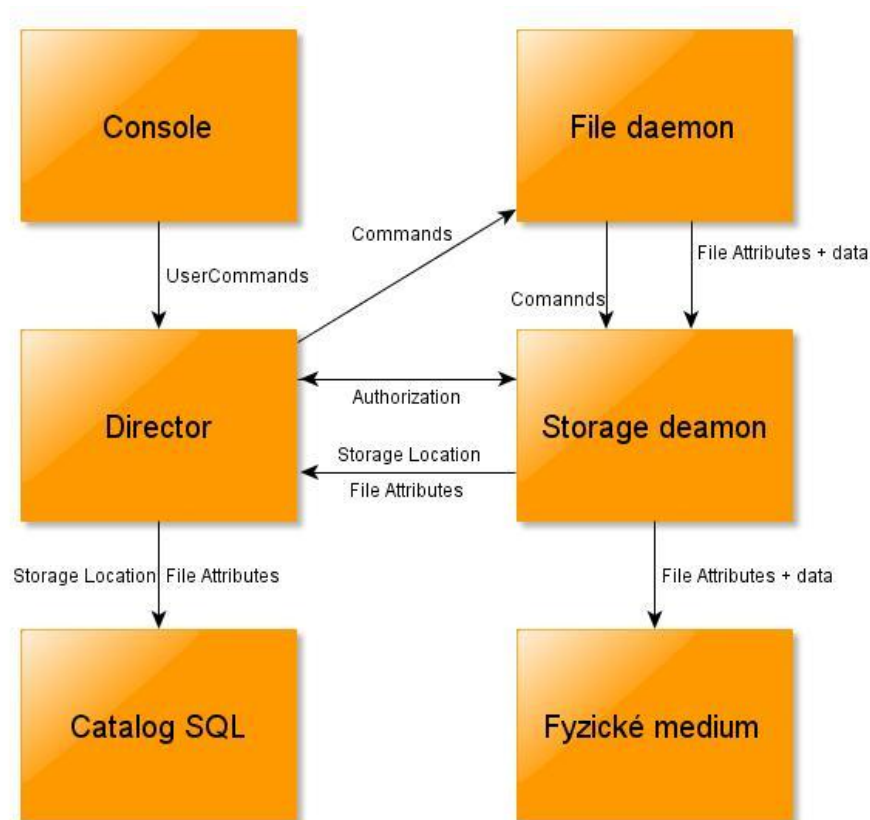 Console
File daemon
Commands
UserCommands
File Attributes + data
Comannds
Director
Authorization
Storage deamon
Storage Location
File Attributes
Storage Location
File Attributes
File Attributes + data
Catalog SQL
Fyzické medium